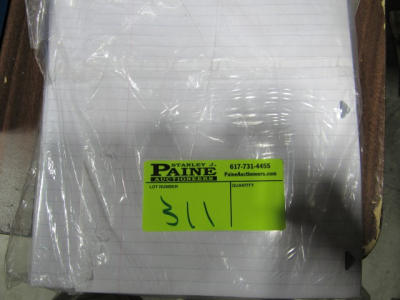 STANLEY J.
PAINE
AUCTIONEERS
617-731-4455
PaineAuctioneers.com
LOT NUMBER
QUANTITY
311